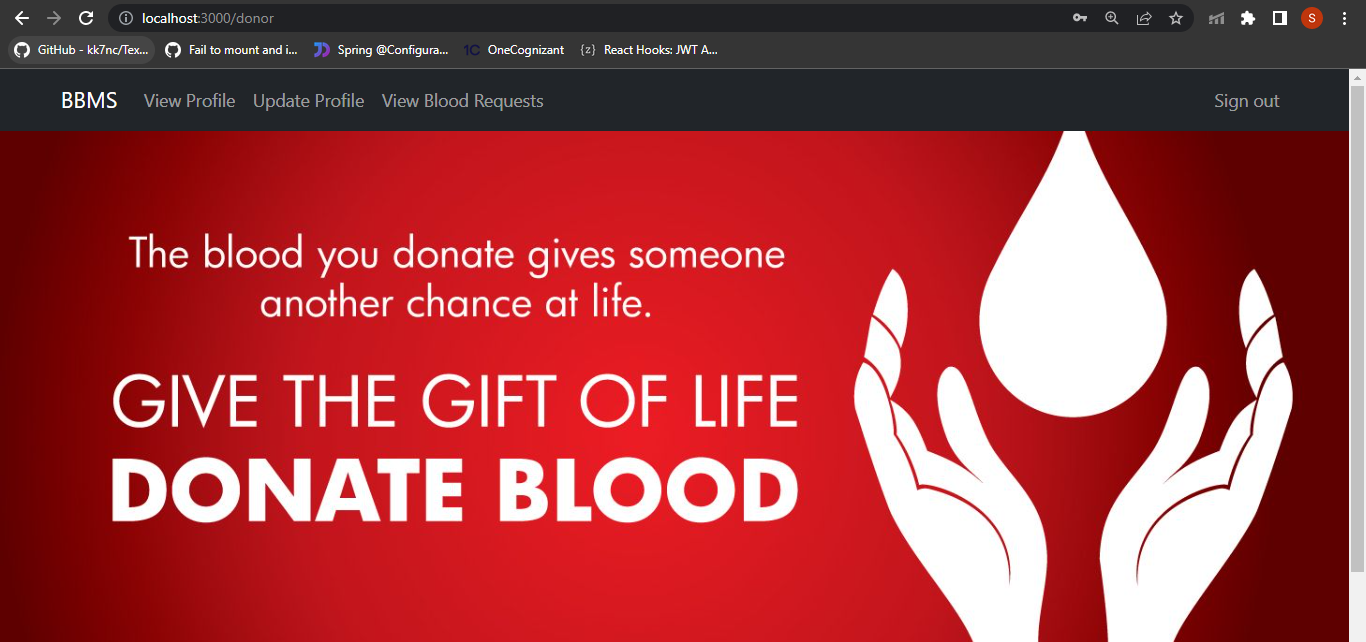 localhost:3000/donor
S
GitHub - kk7nc/Tex... Fail to mount and i... Spring @Configura... 1C OneCognizant {z} React Hooks: JWT A...
BBMS View Profile Update Profile View Blood Requests Sign out
The blood you donate gives someone
another chance at life.
GIVE THE GIFT OF LIFE
DONATE BLOOD